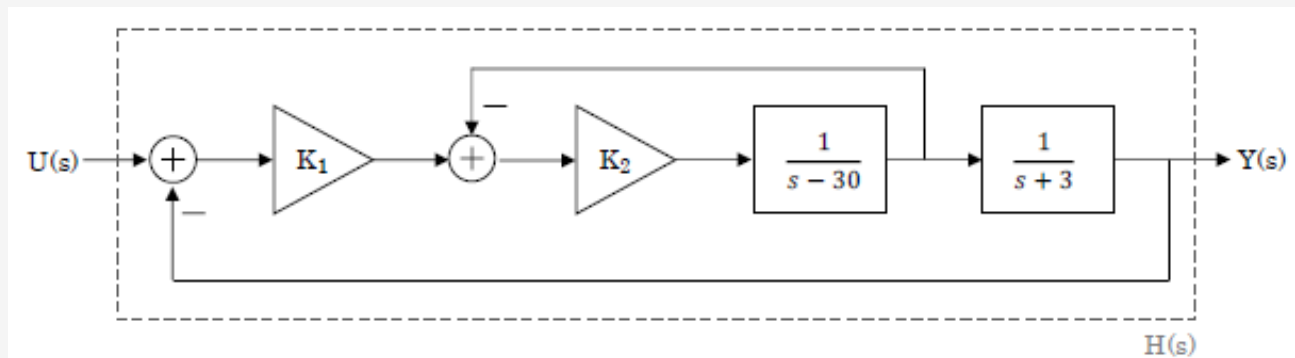 −
U(s) + K₁ + K₂ 1/(s − 30) 1/(s + 3) Y(s)
−
H(s)